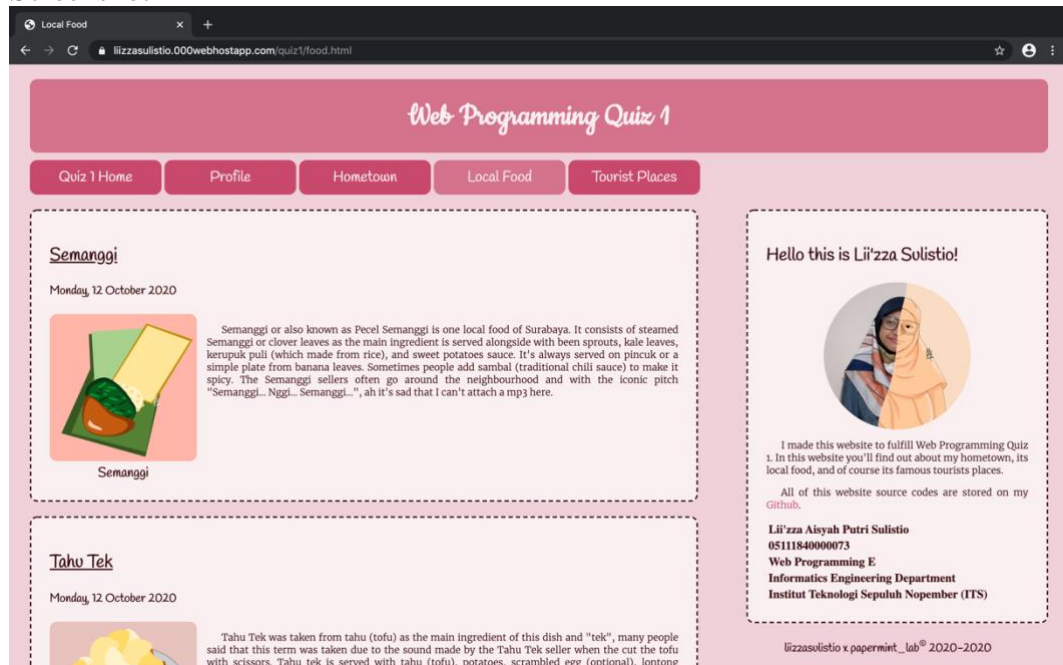 Local Food
liizzasulistio.000webhostapp.com/quiz1/food.html
Web Programming Quiz 1
Quiz 1 Home
Profile
Hometown
Local Food
Tourist Places
Semanggi
Monday, 12 October 2020
Semanggi or also known as Pecel Semanggi is one local food of Surabaya. It consists of steamed
Semanggi or clover leaves as the main ingredient is served alongside with been sprouts, kale leaves,
kerupuk puli (which made from rice), and sweet potatoes sauce. It's always served on pincuk or a
simple plate from banana leaves. Sometimes people add sambal (traditional chili sauce) to make it
spicy. The Semanggi sellers often go around the neighbourhood and with the iconic pitch
"Semanggi... Nggi... Semanggi...", ah it's sad that I can't attach a mp3 here.
Semanggi
Tahu Tek
Monday, 12 October 2020
Tahu Tek was taken from tahu (tofu) as the main ingredient of this dish and "tek", many people
said that this term was taken due to the sound made by the Tahu Tek seller when the cut the tofu
with scissors. Tahu tek is served with tahu (tofu), potatoes, scrambled egg (optional), lontong
Hello this is Lii'zza Sulistio!
I made this website to fulfill Web Programming Quiz
1. In this website you'll find out about my hometown, its
local food, and of course its famous tourists places.
All of this website source codes are stored on my
Github.
Lii'zza Aisyah Putri Sulistio
05111840000073
Web Programming E
Informatics Engineering Department
Institut Teknologi Sepuluh Nopember (ITS)
liizzasulistio x papermint_lab® 2020-2020